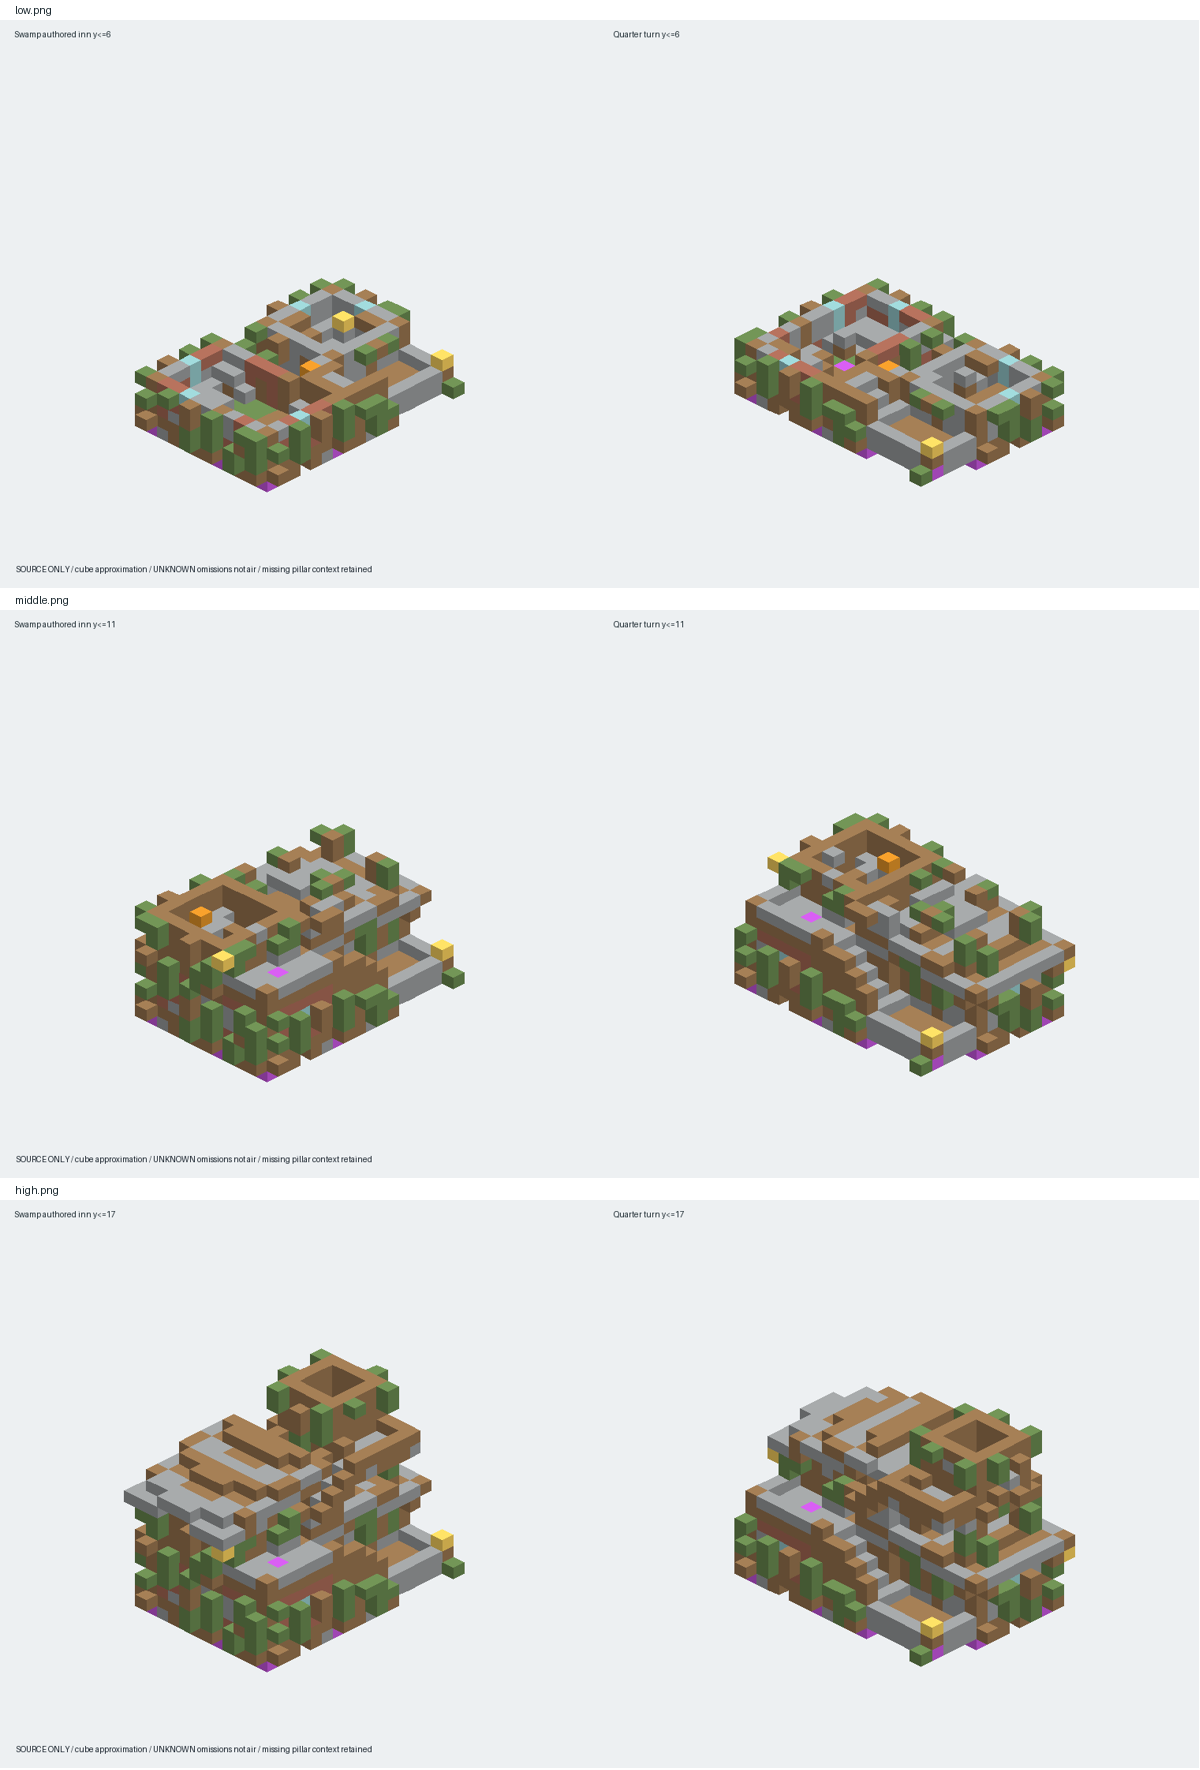 low.png
Swamp authored inn y<=6
Quarter turn y<=6
SOURCE ONLY / cube approximation / UNKNOWN omissions not air / missing pillar context retained
middle.png
Swamp authored inn y<=11
Quarter turn y<=11
SOURCE ONLY / cube approximation / UNKNOWN omissions not air / missing pillar context retained
high.png
Swamp authored inn y<=17
Quarter turn y<=17
SOURCE ONLY / cube approximation / UNKNOWN omissions not air / missing pillar context retained